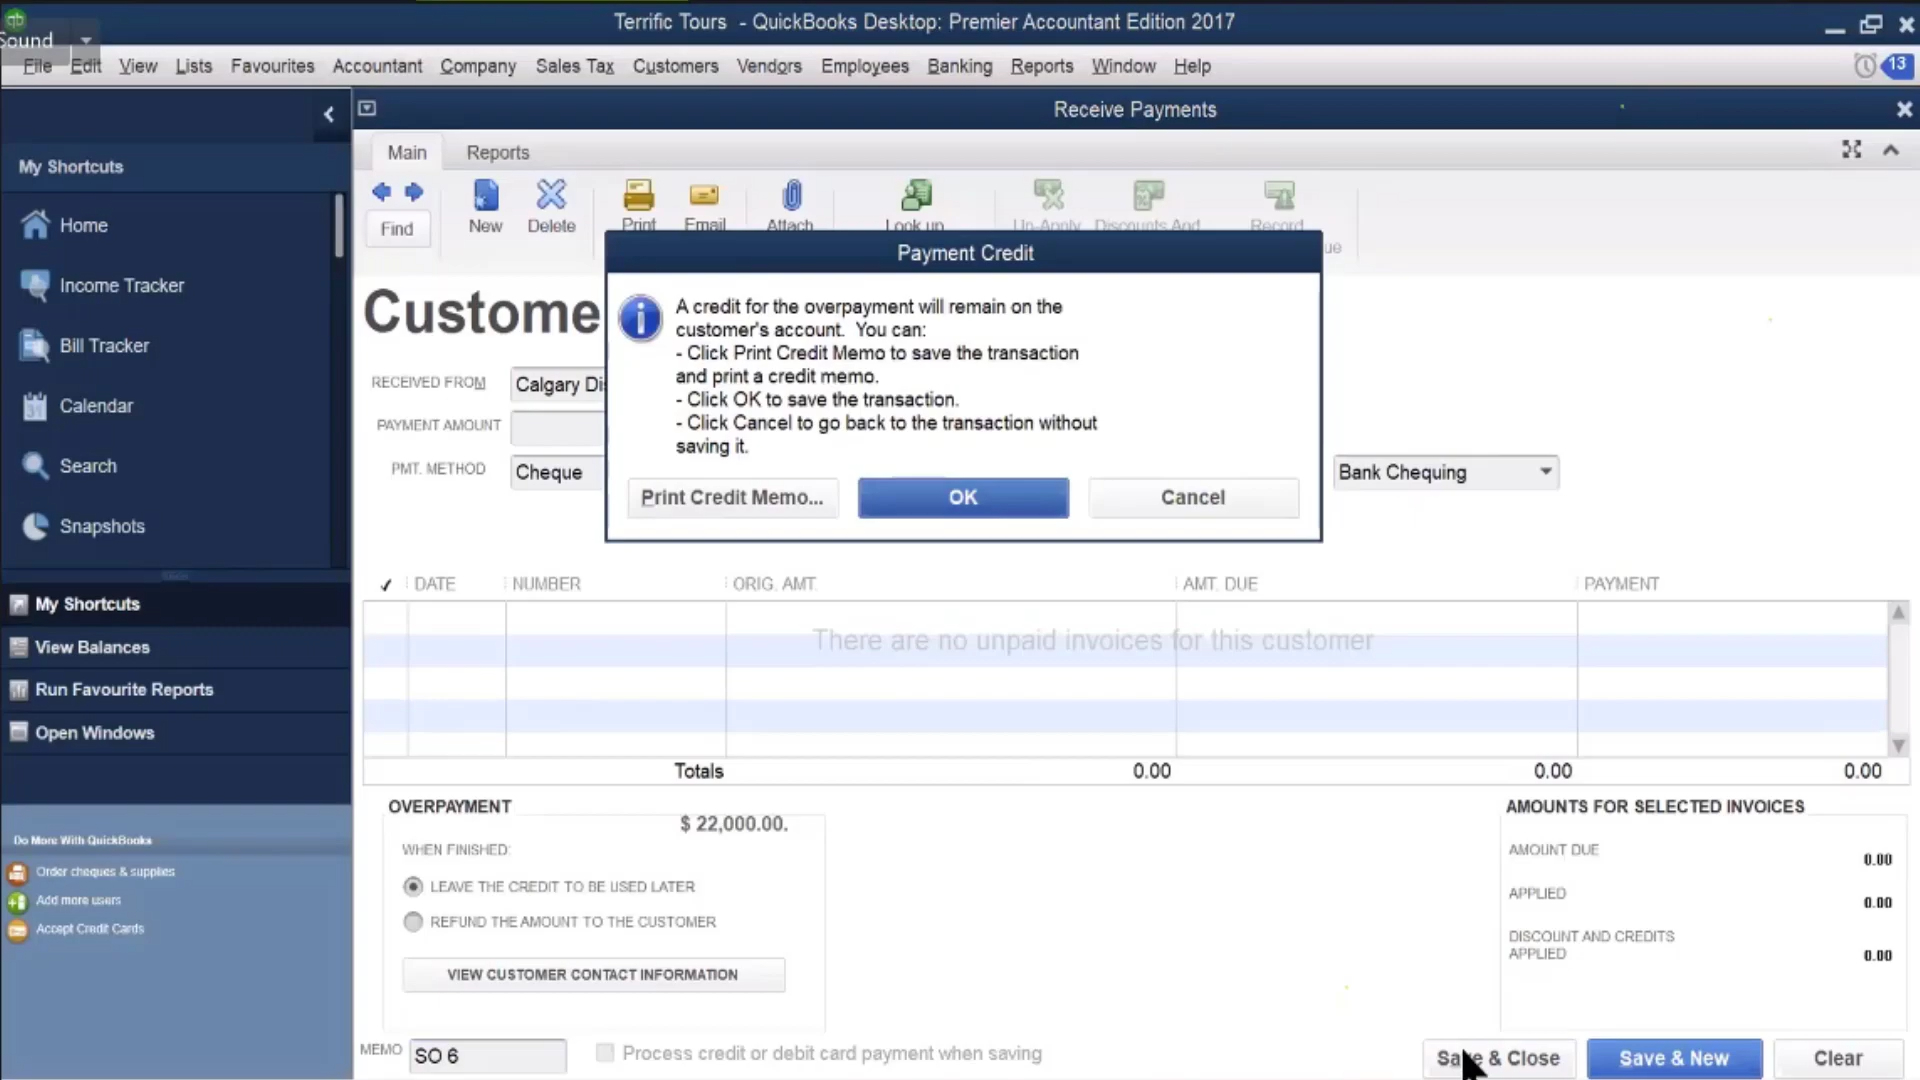 Terrific Tours - QuickBooks Desktop: Premier Accountant Edition 2017
Sound
File Edit View Lists Favourites Accountant Company Sales Tax Customers Vendors Employees Banking Reports Window Help
13
Receive Payments
My Shortcuts
Home
Income Tracker
Bill Tracker
Calendar
Search
Snapshots
My Shortcuts
View Balances
Run Favourite Reports
Open Windows
Do More With QuickBooks
Order cheques & supplies
Add more users
Accept Credit Cards
Main Reports
Find
New Delete Print Email Attach Look up Un-Apply Discounts And Record
ue
Payment Credit
A credit for the overpayment will remain on the
customer's account. You can:
- Click Print Credit Memo to save the transaction
and print a credit memo.
- Click OK to save the transaction.
- Click Cancel to go back to the transaction without
saving it.
Print Credit Memo... OK Cancel
Custome
RECEIVED FROM Calgary Di
PAYMENT AMOUNT
PMT. METHOD Cheque
Bank Chequing
DATE NUMBER ORIG. AMT. AMT. DUE PAYMENT
There are no unpaid invoices for this customer
Totals 0.00 0.00 0.00
OVERPAYMENT
$ 22,000.00.
WHEN FINISHED:
LEAVE THE CREDIT TO BE USED LATER
REFUND THE AMOUNT TO THE CUSTOMER
VIEW CUSTOMER CONTACT INFORMATION
AMOUNTS FOR SELECTED INVOICES
AMOUNT DUE 0.00
APPLIED 0.00
DISCOUNT AND CREDITS
APPLIED 0.00
MEMO SO 6
Process credit or debit card payment when saving
Save & Close Save & New Clear